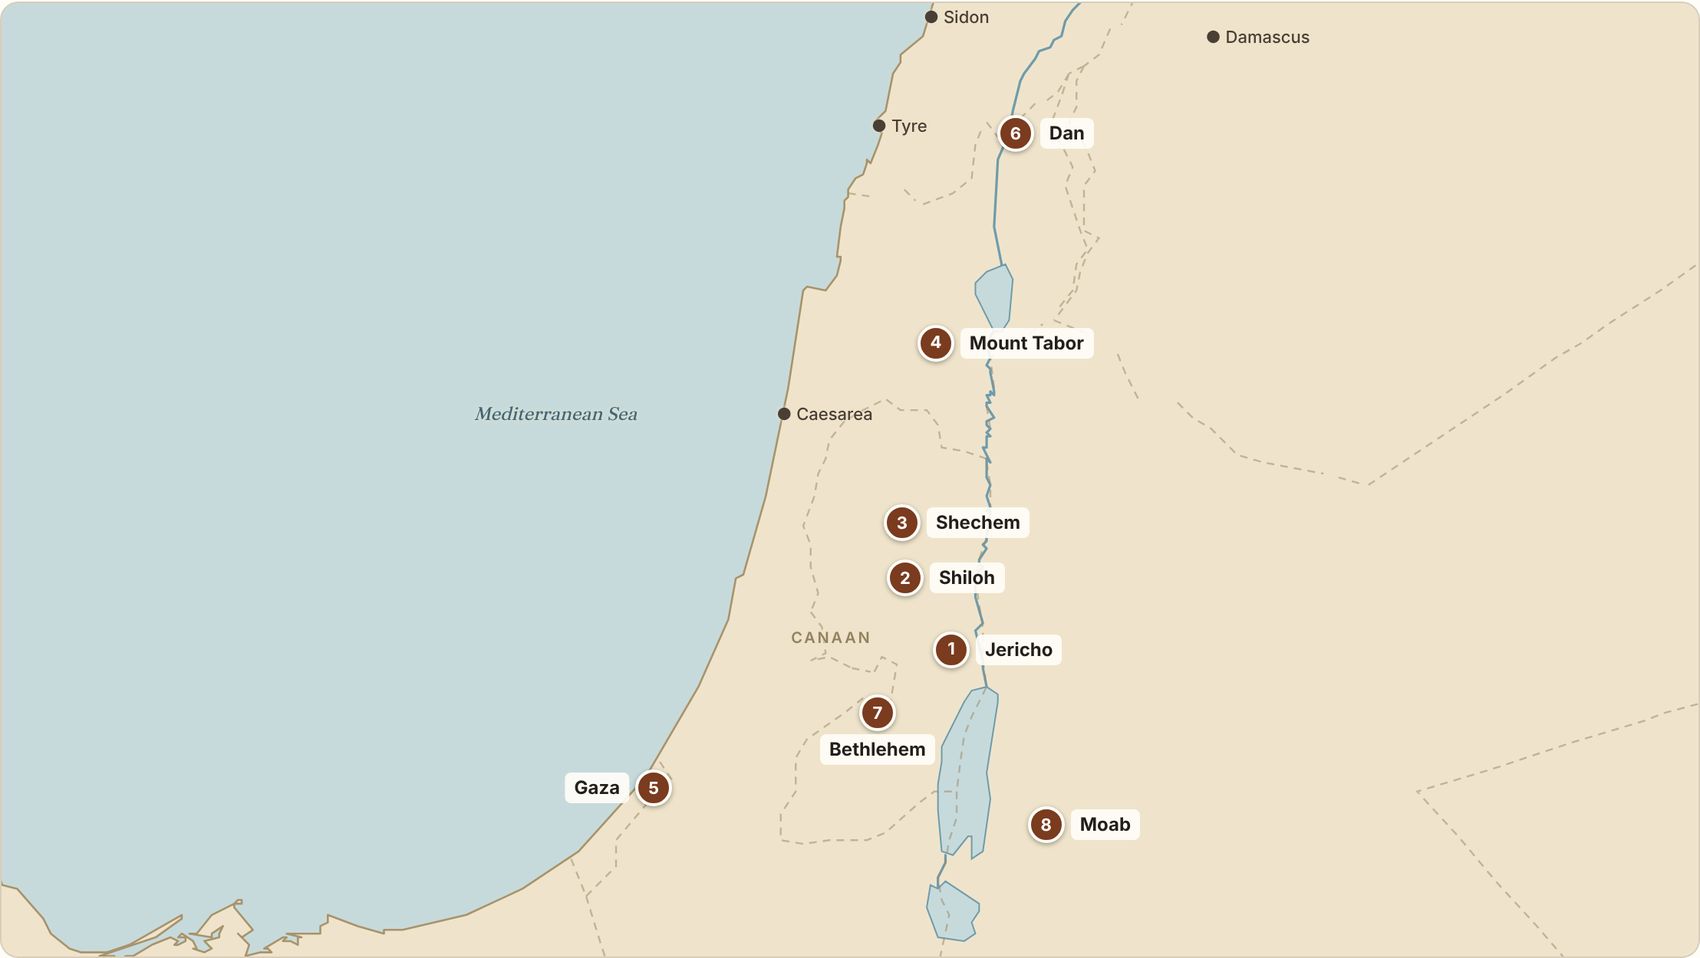 Sidon
Damascus
Tyre
6 Dan
4 Mount Tabor
Mediterranean Sea
Caesarea
3 Shechem
2 Shiloh
CANAAN
1 Jericho
7
Bethlehem
Gaza 5
8 Moab